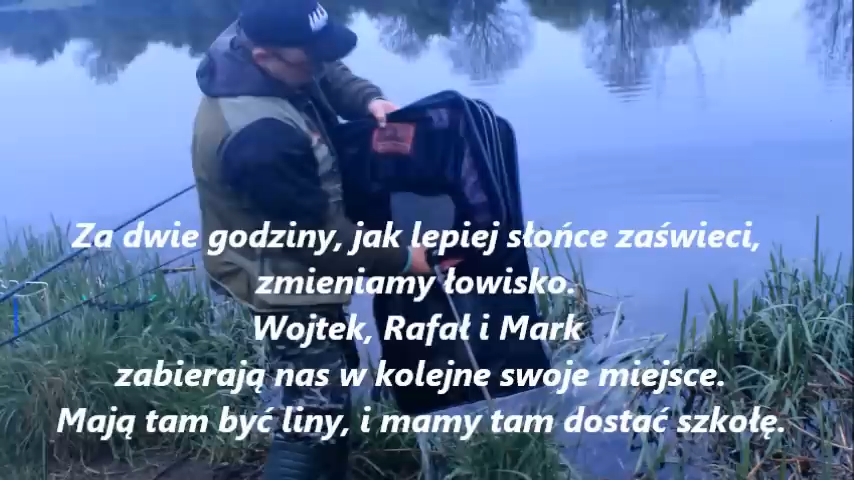 Za dwie godziny, jak lepiej słońce zaświeci,
zmieniamy łowisko.
Wojtek, Rafał i Mark
zabierają nas w kolejne swoje miejsce.
Mają tam być liny, i mamy tam dostać szkołę.